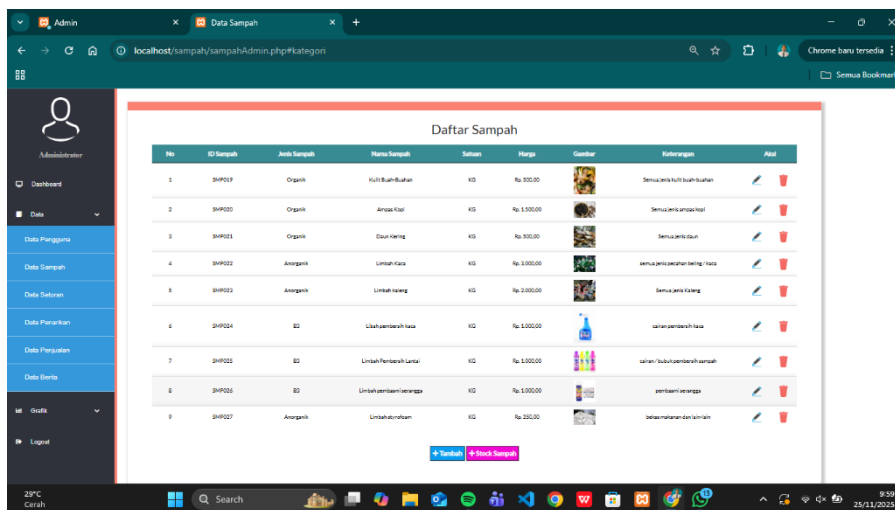 Admin
Data Sampah
localhost/sampah/sampahAdmin.php#kategori
Chrome baru tersedia
Semua Bookmark
Administrator
Dashboard
Data
Data Pengguna
Data Sampah
Data Setoran
Data Penarikan
Data Penjualan
Data Berita
Grafik
Logout
Daftar Sampah
No ID Sampah Jenis Sampah Nama Sampah Satuan Harga Gambar Keterangan Aksi
1 SMP019 Organik Kulit Buah-Buahan KG Rp. 500,00 Semua jenis kulit buah-buahan
2 SMP020 Organik Ampas Kopi KG Rp. 1.500,00 Semua jenis ampas kopi
3 SMP021 Organik Daun Kering KG Rp. 500,00 Semua jenis daun
4 SMP022 Anorganik Limbah Kaca KG Rp. 3.000,00 semua jenis pecahan beling / kaca
5 SMP023 Anorganik Limbah kaleng KG Rp. 2.000,00 Semua jenis Kaleng
6 SMP024 B3 Libah pembersih kaca KG Rp. 1.000,00 cairan pembersih kaca
7 SMP025 B3 Limbah Pembersih Lantai KG Rp. 1.000,00 cairan / bubuk pembersih sampah
8 SMP026 B3 Limbah pembasmi serangga KG Rp. 1.000,00 pembasmi serangga
9 SMP027 Anorganik Limbah styrofoam KG Rp. 250,00 bekas makanan dan lain-lain
+ Tambah + Stock Sampah
29°C
Cerah
Search
9:59
25/11/2025